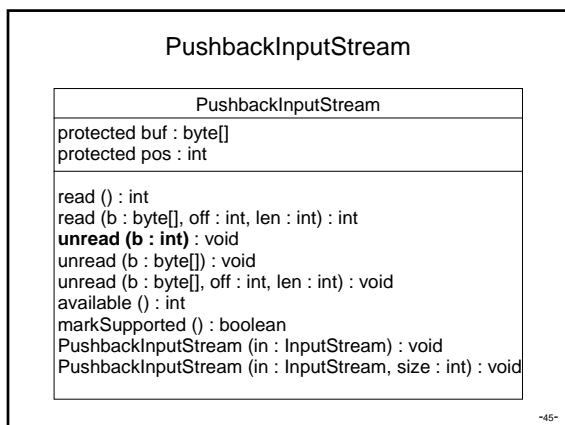 PushbackInputStream
PushbackInputStream
protected buf : byte[]
protected pos : int
read () : int
read (b : byte[], off : int, len : int) : int
unread (b : int) : void
unread (b : byte[]) : void
unread (b : byte[], off : int, len : int) : void
available () : int
markSupported () : boolean
PushbackInputStream (in : InputStream) : void
PushbackInputStream (in : InputStream, size : int) : void
-45-